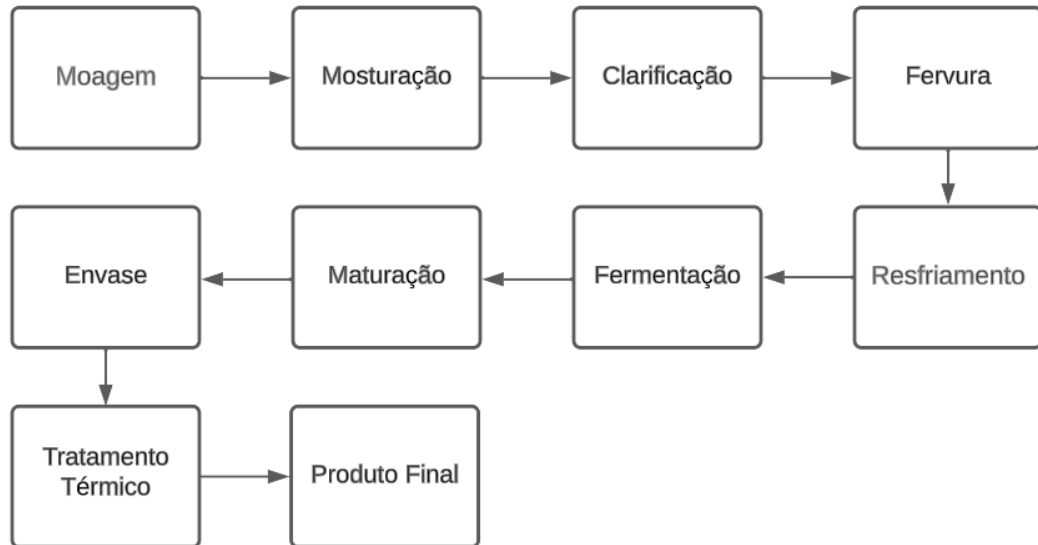 Moagem
Mosturação
Clarificação
Fervura
Resfriamento
Fermentação
Maturação
Envase
Tratamento
Térmico
Produto Final